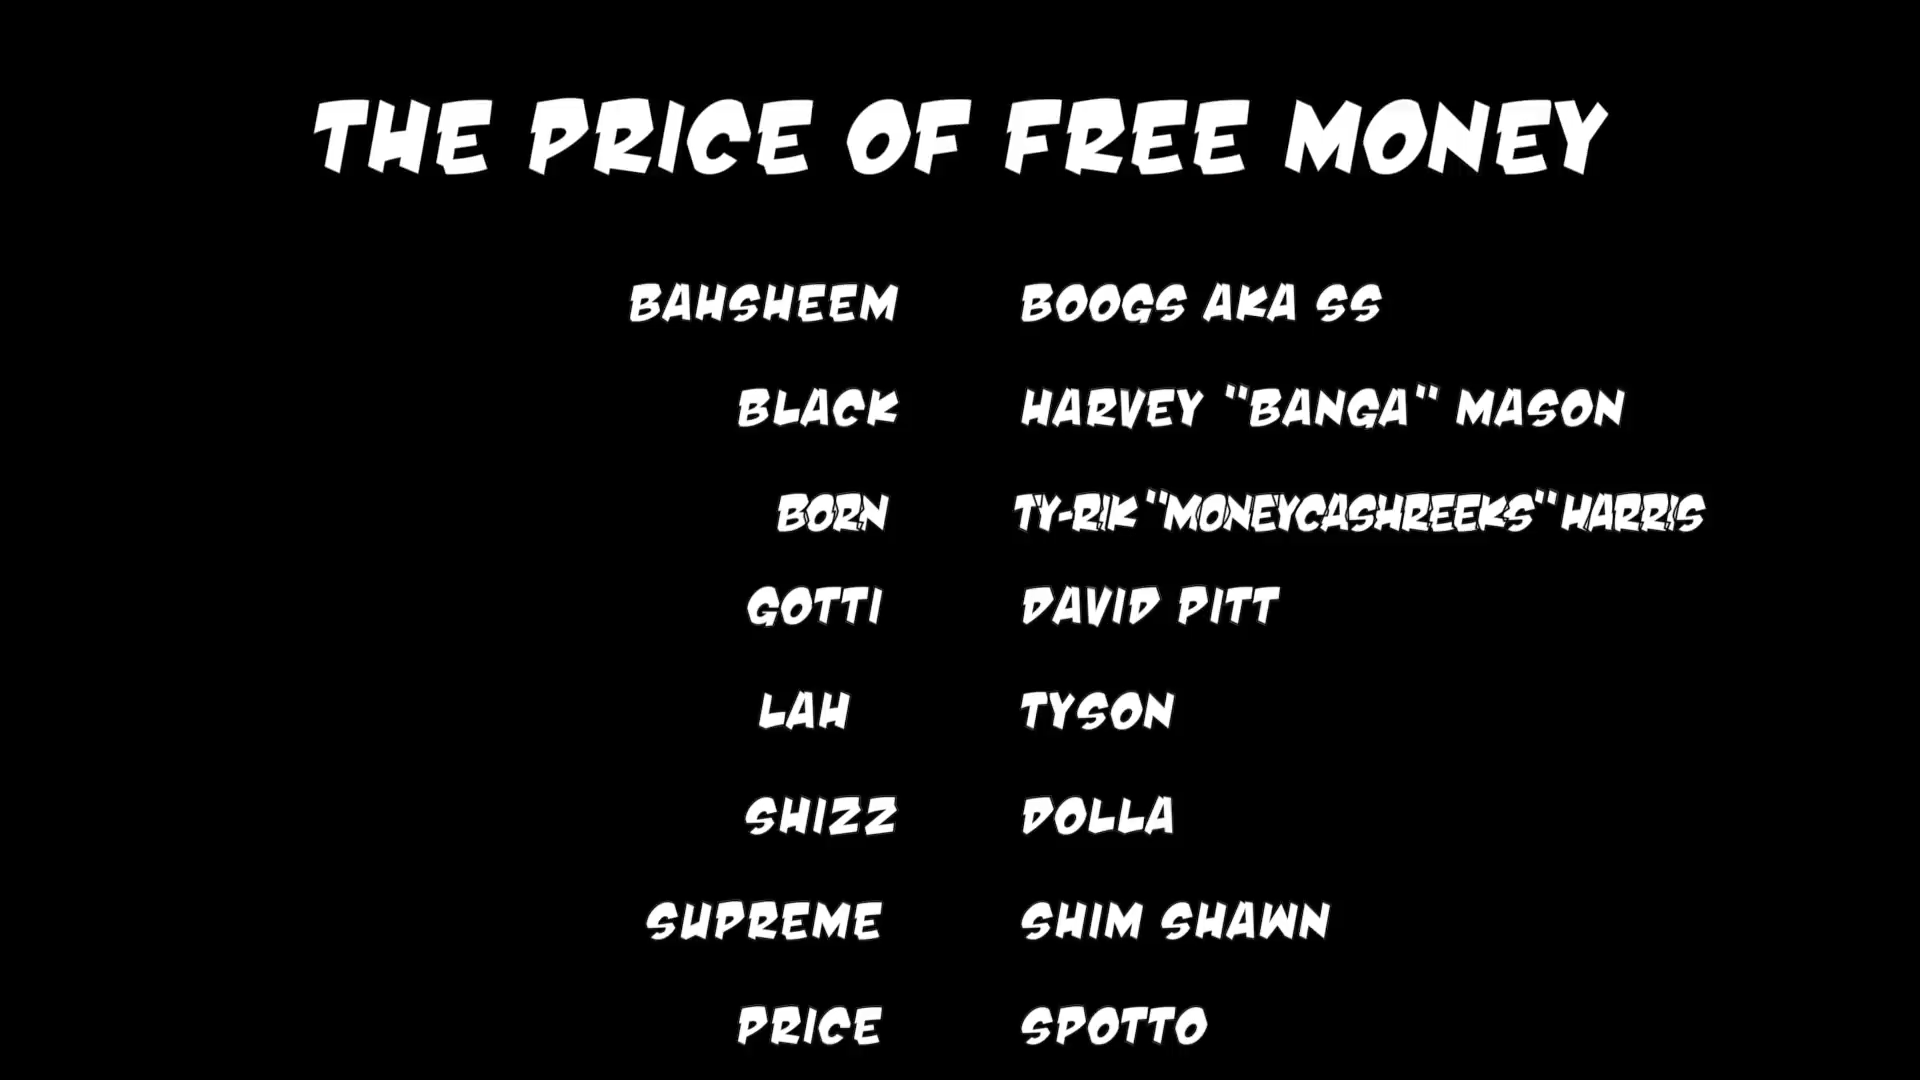 THE PRICE OF FREE MONEY
BAHSHEEM BOOGS AKA SS
BLACK HARVEY "BANGA" MASON
BORN TY-RIK "MONEYCASHREEKS" HARRIS
GOTTI DAVID PITT
LAH TYSON
SHIZZ DOLLA
SUPREME SHIM SHAWN
PRICE SPOTTO